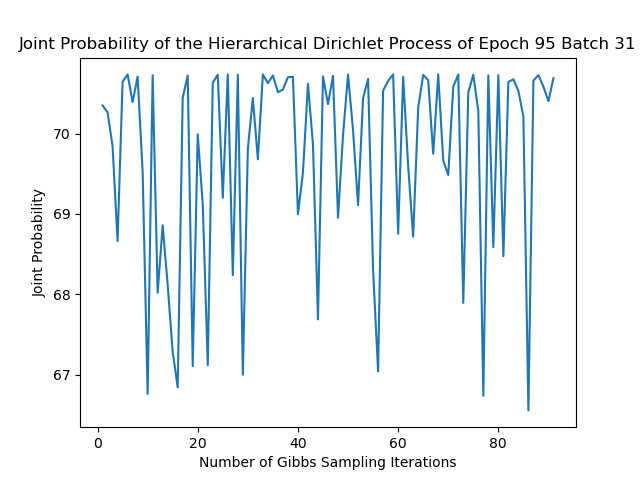 Joint Probability of the Hierarchical Dirichlet Process of Epoch 95 Batch 31
70
69
68
67
Joint Probability
0 20 40 60 80
Number of Gibbs Sampling Iterations